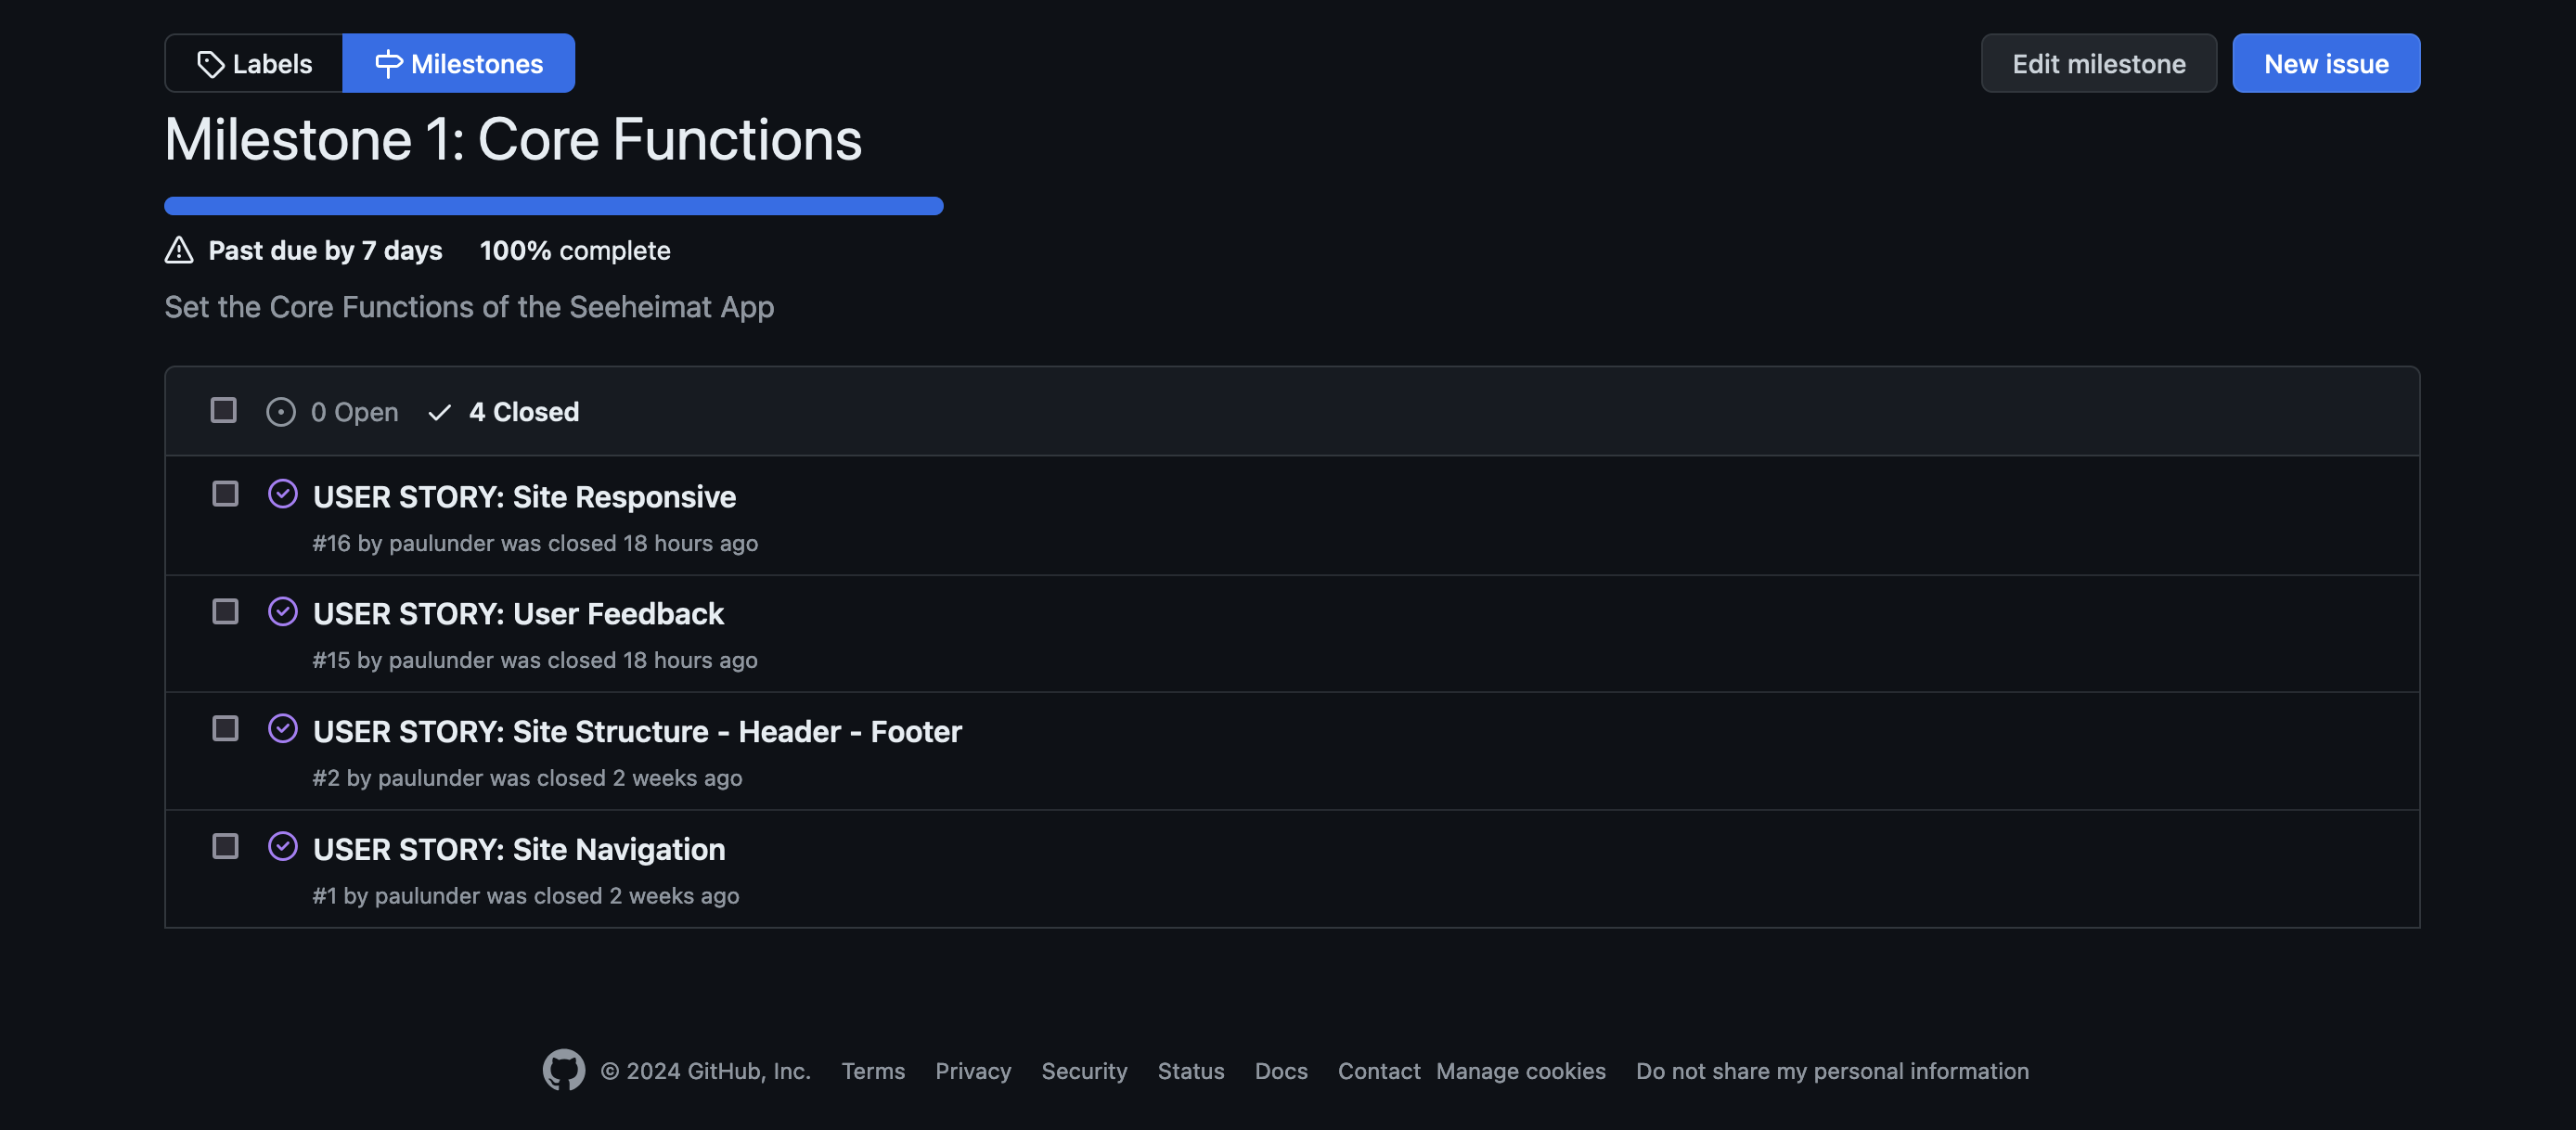 Labels Milestones Edit milestone New issue
Milestone 1: Core Functions
Past due by 7 days 100% complete
Set the Core Functions of the Seeheimat App
0 Open 4 Closed
USER STORY: Site Responsive
#16 by paulunder was closed 18 hours ago
USER STORY: User Feedback
#15 by paulunder was closed 18 hours ago
USER STORY: Site Structure - Header - Footer
#2 by paulunder was closed 2 weeks ago
USER STORY: Site Navigation
#1 by paulunder was closed 2 weeks ago
© 2024 GitHub, Inc. Terms Privacy Security Status Docs Contact Manage cookies Do not share my personal information